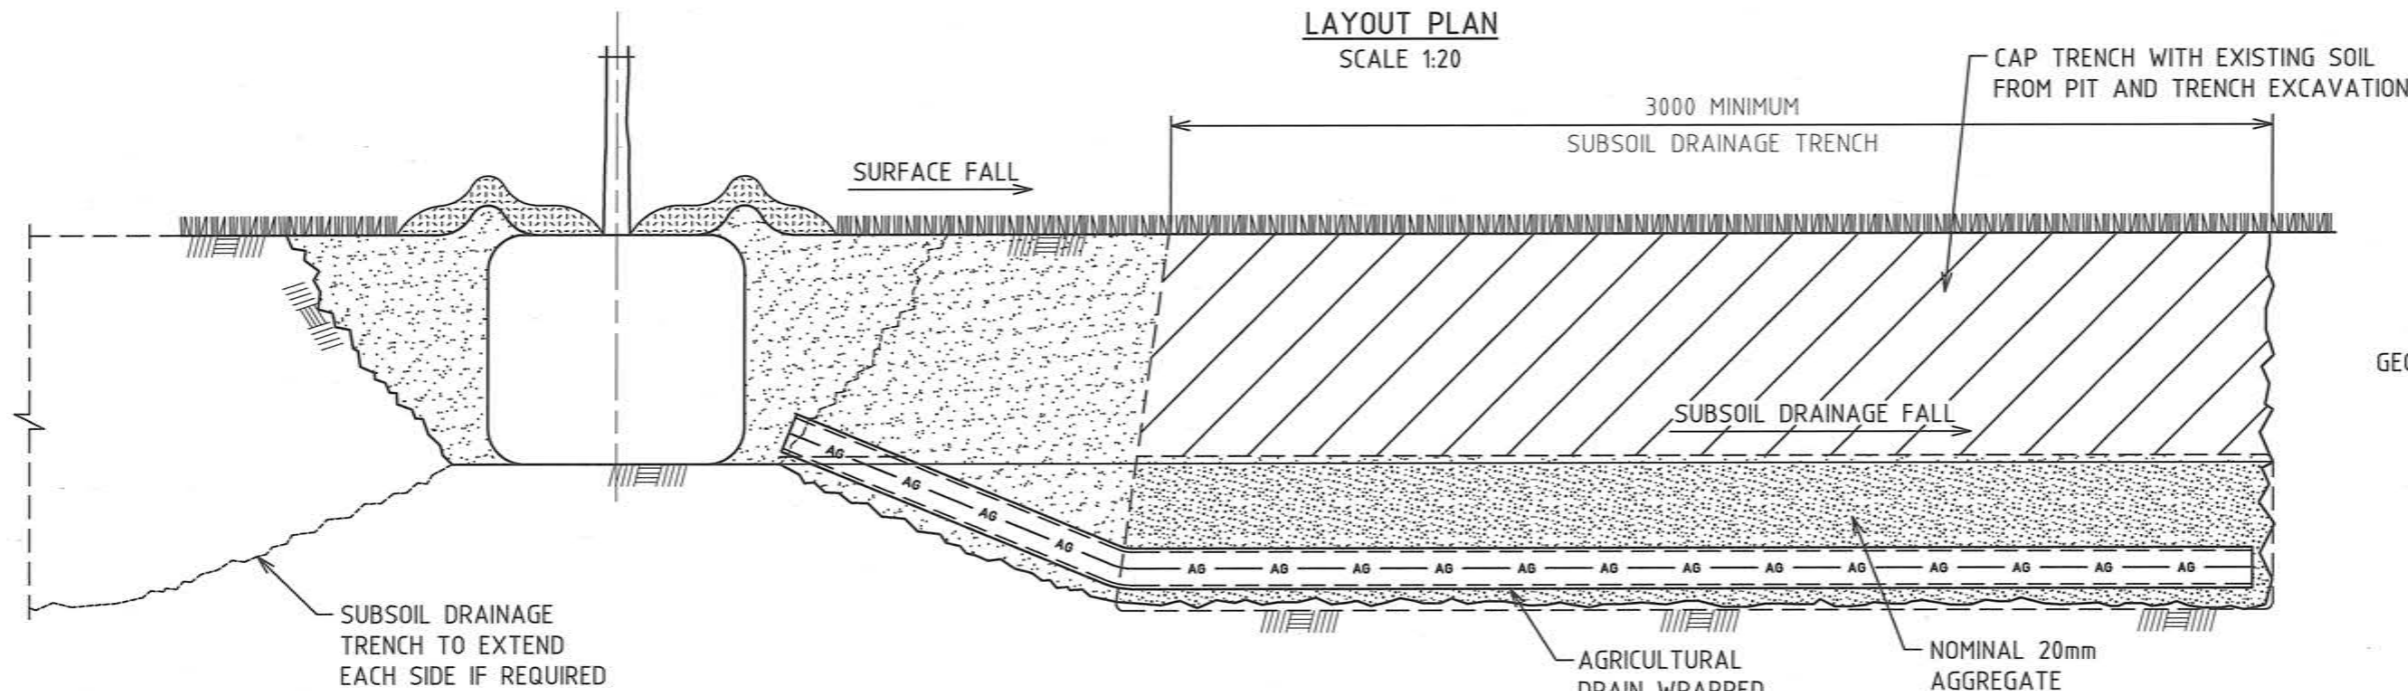 LAYOUT PLAN
SCALE 1:20
CAP TRENCH WITH EXISTING SOIL
FROM PIT AND TRENCH EXCAVATION
3000 MINIMUM
SUBSOIL DRAINAGE TRENCH
SURFACE FALL
SUBSOIL DRAINAGE FALL
AG AG AG AG AG AG AG AG AG AG AG AG AG AG AG AG AG
SUBSOIL DRAINAGE
TRENCH TO EXTEND
EACH SIDE IF REQUIRED
AGRICULTURAL
DRAIN WRAPPED
NOMINAL 20mm
AGGREGATE